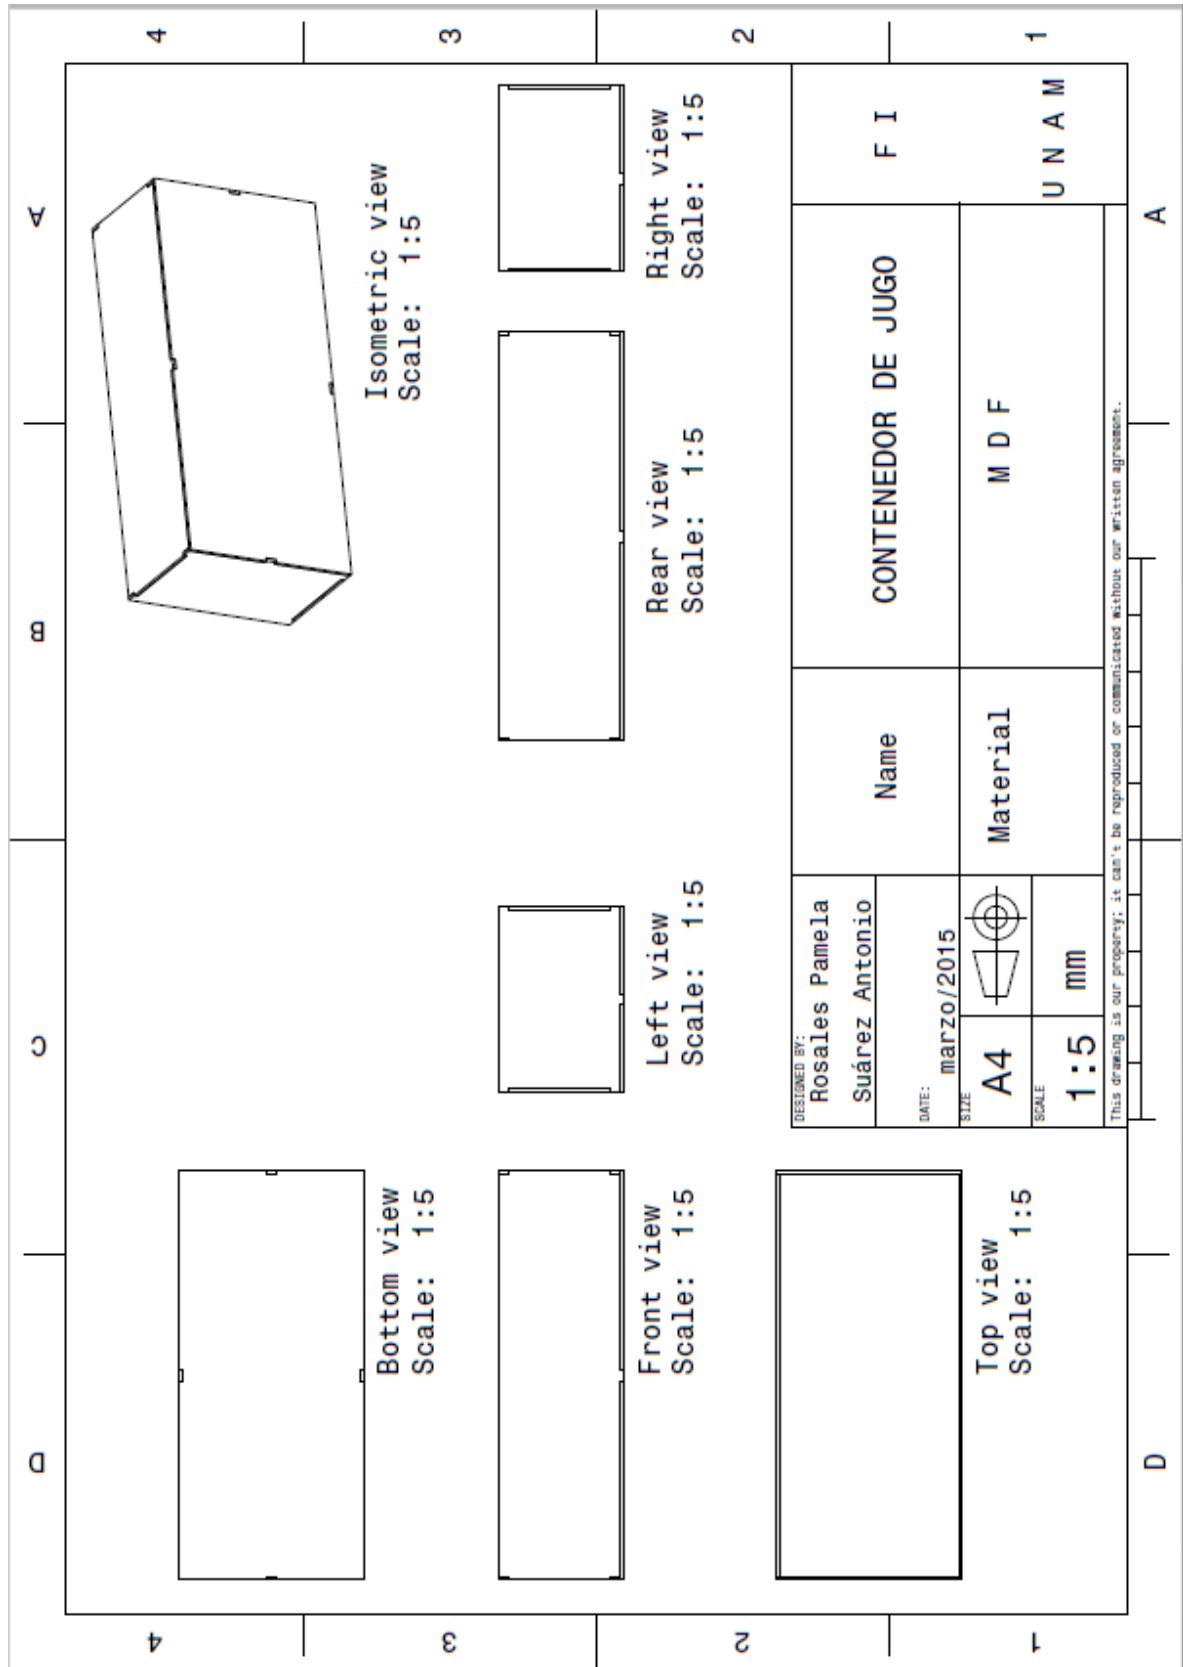 D C B A
4 4
Bottom view
Scale: 1:5
Isometric view
Scale: 1:5
3 3
Front view
Scale: 1:5
Left view
Scale: 1:5
Rear view
Scale: 1:5
Right view
Scale: 1:5
2 2
Top view
Scale: 1:5
DESIGNED BY:
Rosales Pamela
Suárez Antonio
DATE:
marzo/2015
SIZE
A4
SCALE
1:5
mm
Name
CONTENEDOR DE JUGO
Material
M D F
F I
U N A M
This drawing is our property; it can't be reproduced or communicated without our written agreement.
1 1
D A